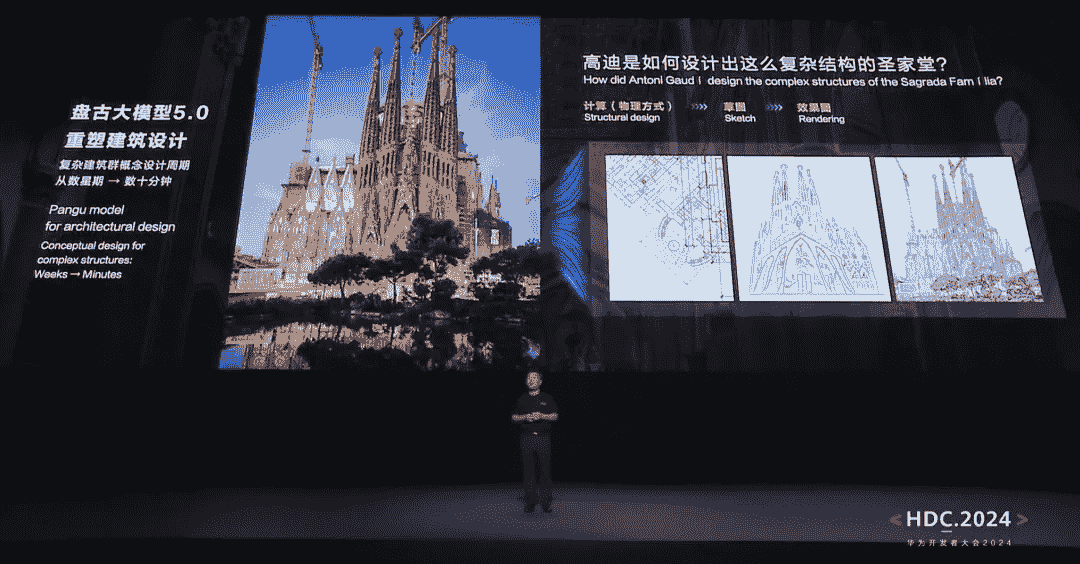 盘古大模型5.0
重塑建筑设计
复杂建筑群概念设计周期
从数星期 → 数十分钟
Pangu model
for architectural design
Conceptual design for
complex structures:
Weeks → Minutes
高迪是如何设计出这么复杂结构的圣家堂?
How did Antoni Gaudí design the complex structures of the Sagrada Família?
计算(物理方式)
Structural design
草图
Sketch
效果图
Rendering
<HDC.2024>
华为开发者大会2024